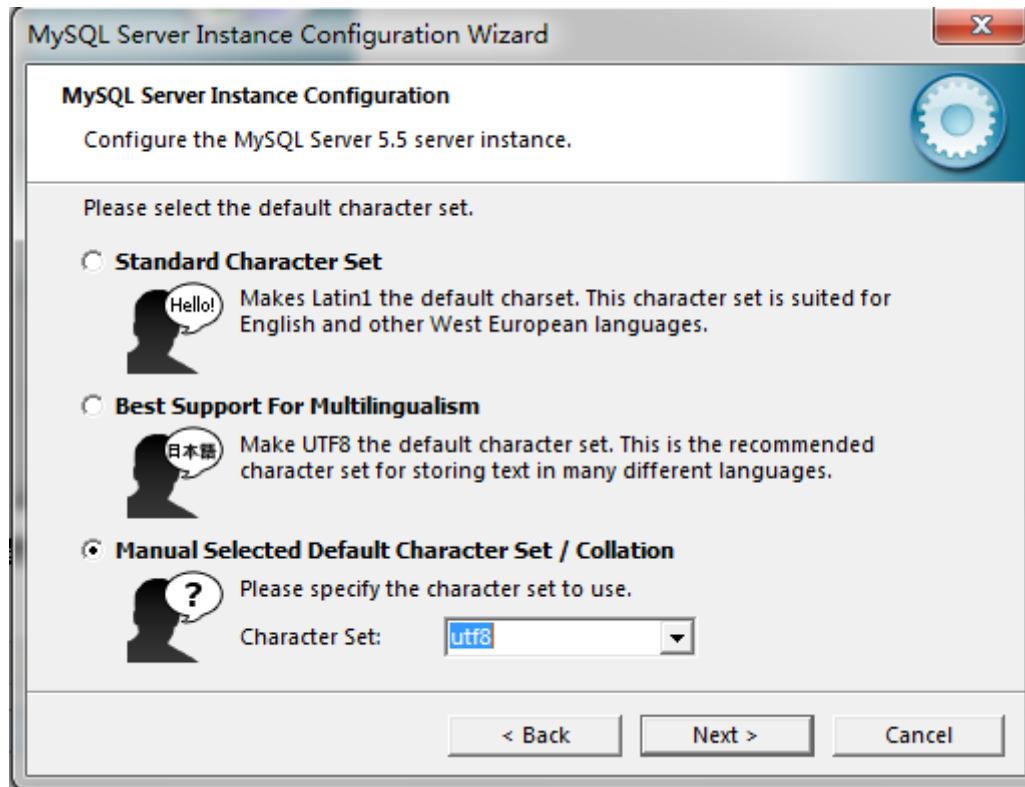 MySQL Server Instance Configuration Wizard
MySQL Server Instance Configuration
Configure the MySQL Server 5.5 server instance.
Please select the default character set.
Standard Character Set
Hello!
Makes Latin1 the default charset. This character set is suited for
English and other West European languages.
Best Support For Multilingualism
日本語
Make UTF8 the default character set. This is the recommended
character set for storing text in many different languages.
Manual Selected Default Character Set / Collation
?
Please specify the character set to use.
Character Set: utf8
< Back Next > Cancel